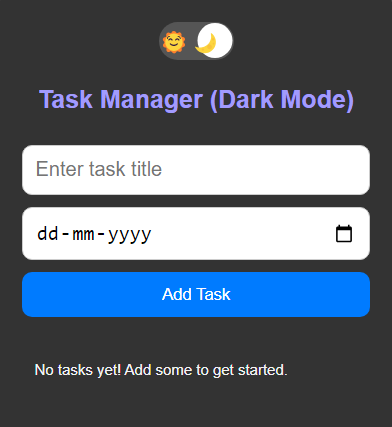 Task Manager (Dark Mode)
Enter task title
dd-mm-yyyy
Add Task
No tasks yet! Add some to get started.